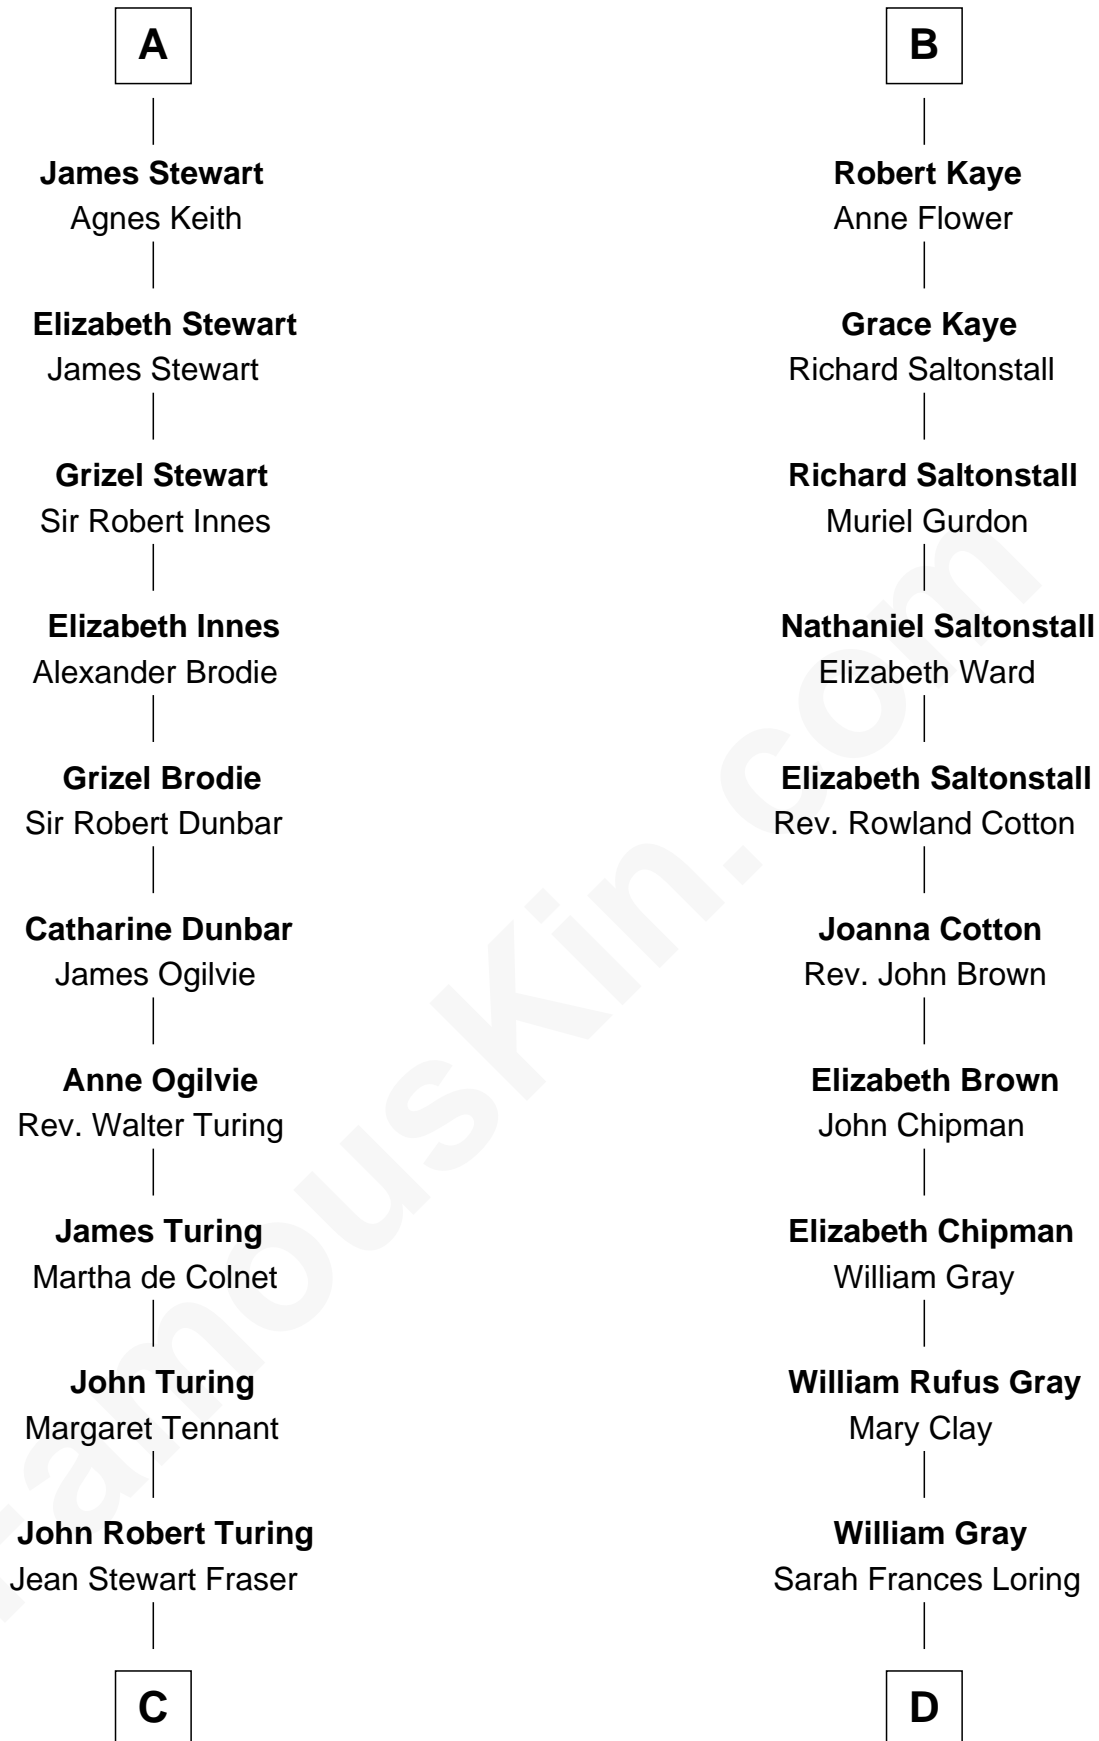 A
James Stewart
Agnes Keith
Elizabeth Stewart
James Stewart
Grizel Stewart
Sir Robert Innes
Elizabeth Innes
Alexander Brodie
Grizel Brodie
Sir Robert Dunbar
Catharine Dunbar
James Ogilvie
Anne Ogilvie
Rev. Walter Turing
James Turing
Martha de Colnet
John Turing
Margaret Tennant
John Robert Turing
Jean Stewart Fraser
C
B
Robert Kaye
Anne Flower
Grace Kaye
Richard Saltonstall
Richard Saltonstall
Muriel Gurdon
Nathaniel Saltonstall
Elizabeth Ward
Elizabeth Saltonstall
Rev. Rowland Cotton
Joanna Cotton
Rev. John Brown
Elizabeth Brown
John Chipman
Elizabeth Chipman
William Gray
William Rufus Gray
Mary Clay
William Gray
Sarah Frances Loring
D
FamousKin.com